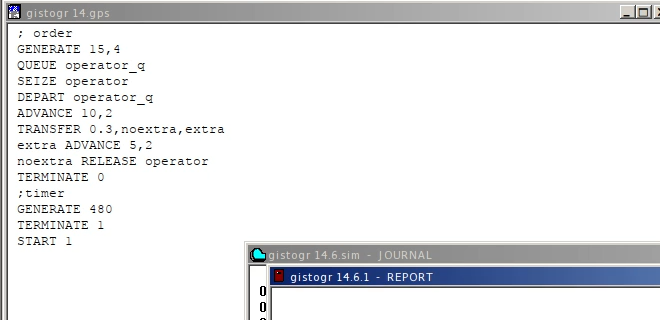 gistogr 14.gps
; order
GENERATE 15,4
QUEUE operator_q
SEIZE operator
DEPART operator_q
ADVANCE 10,2
TRANSFER 0.3,noextra,extra
extra ADVANCE 5,2
noextra RELEASE operator
TERMINATE 0
;timer
GENERATE 480
TERMINATE 1
START 1
gistogr 14.6.sim - JOURNAL
gistogr 14.6.1 - REPORT
0
0